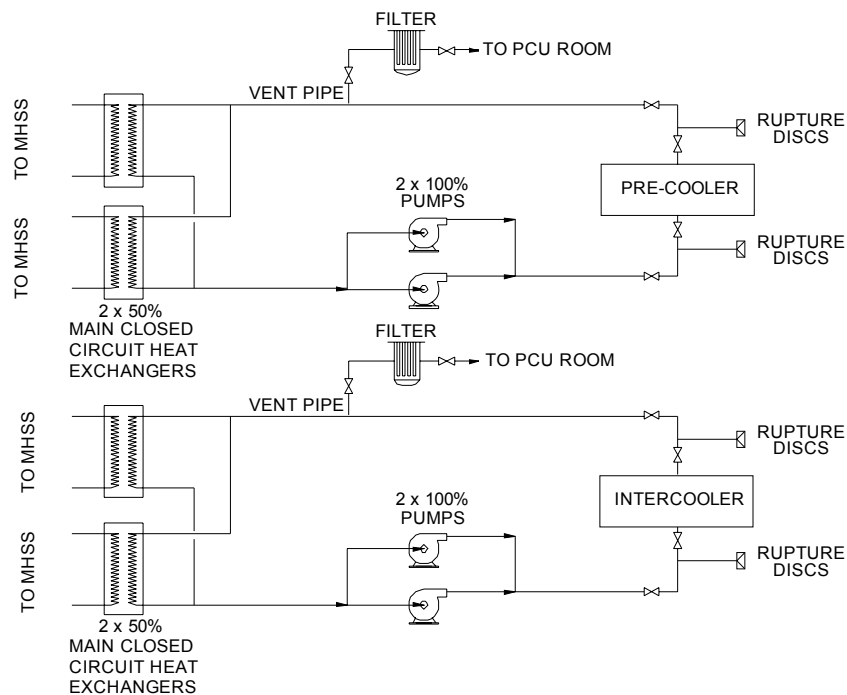 FILTER
TO PCU ROOM
VENT PIPE
TO MHSS
RUPTURE
DISCS
PRE-COOLER
2 x 100%
PUMPS
TO MHSS
RUPTURE
DISCS
2 x 50%
MAIN CLOSED
CIRCUIT HEAT
EXCHANGERS
FILTER
TO PCU ROOM
VENT PIPE
TO MHSS
RUPTURE
DISCS
INTERCOOLER
2 x 100%
PUMPS
TO MHSS
RUPTURE
DISCS
2 x 50%
MAIN CLOSED
CIRCUIT HEAT
EXCHANGERS